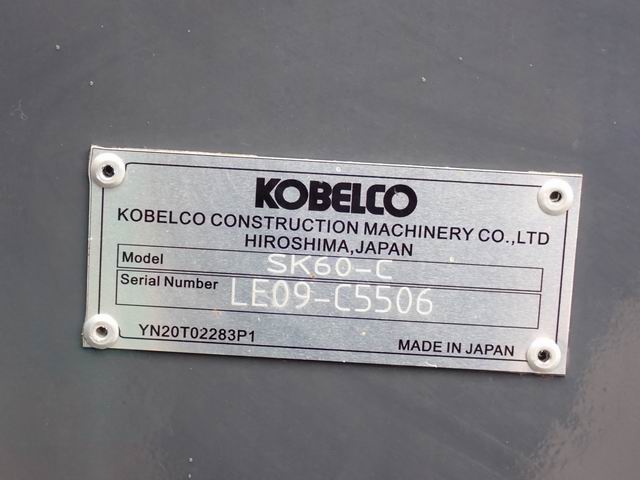 KOBELCO
KOBELCO CONSTRUCTION MACHINERY CO.,LTD
HIROSHIMA,JAPAN
Model SK60-C
Serial Number LE09-C5506
YN20T02283P1 MADE IN JAPAN